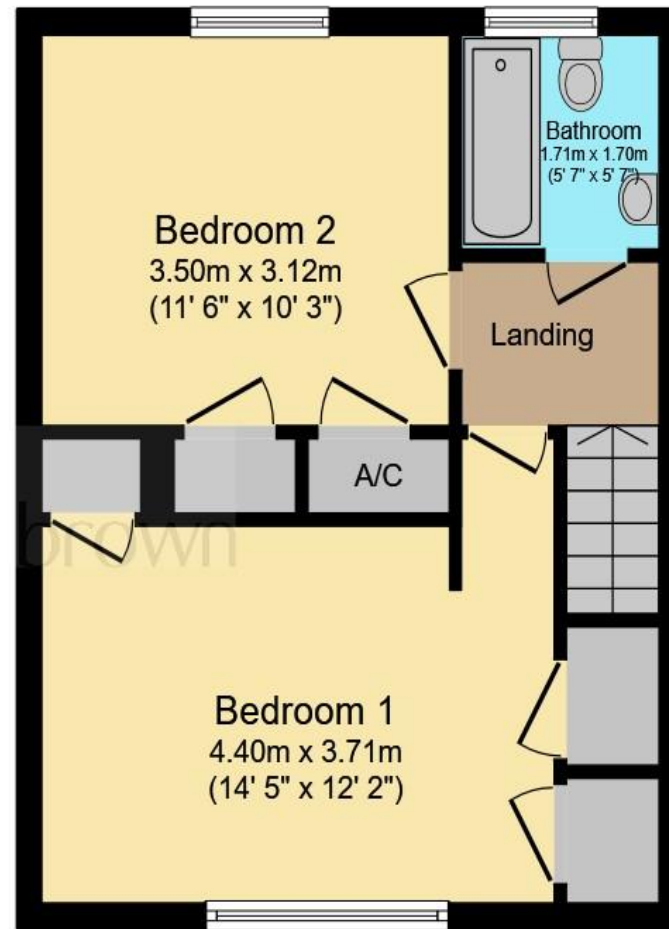 Bathroom
1.71m x 1.70m
(5' 7" x 5' 7")
Bedroom 2
3.50m x 3.12m
(11' 6" x 10' 3")
Landing
A/C
brown
Bedroom 1
4.40m x 3.71m
(14' 5" x 12' 2")